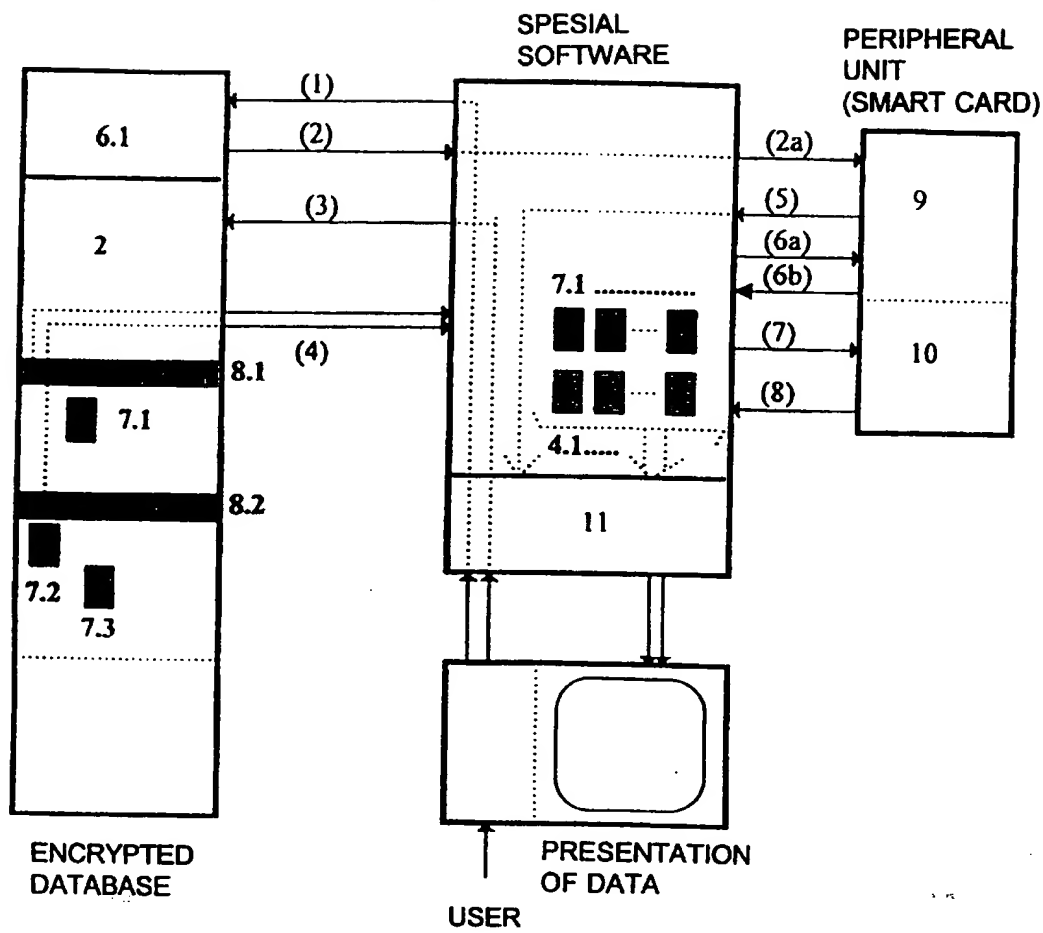 SPESIAL
SOFTWARE
PERIPHERAL
UNIT
(SMART CARD)
(1)
6.1
(2)
(2a)
(3)
(5)
9
2
(6a)
(6b)
7.1 ................
(4)
(7)
10
8.1
7.1
(8)
4.1.....
8.2
11
7.2
7.3
ENCRYPTED
DATABASE
PRESENTATION
OF DATA
USER